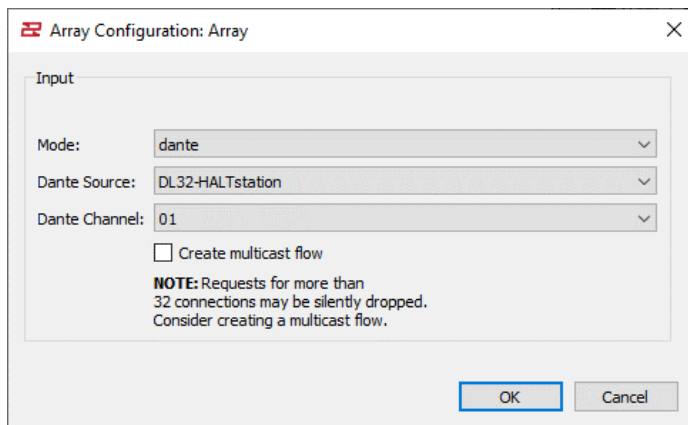 Array Configuration: Array
Input
Mode: dante
Dante Source: DL32-HALTstation
Dante Channel: 01
Create multicast flow
NOTE: Requests for more than
32 connections may be silently dropped.
Consider creating a multicast flow.
OK Cancel